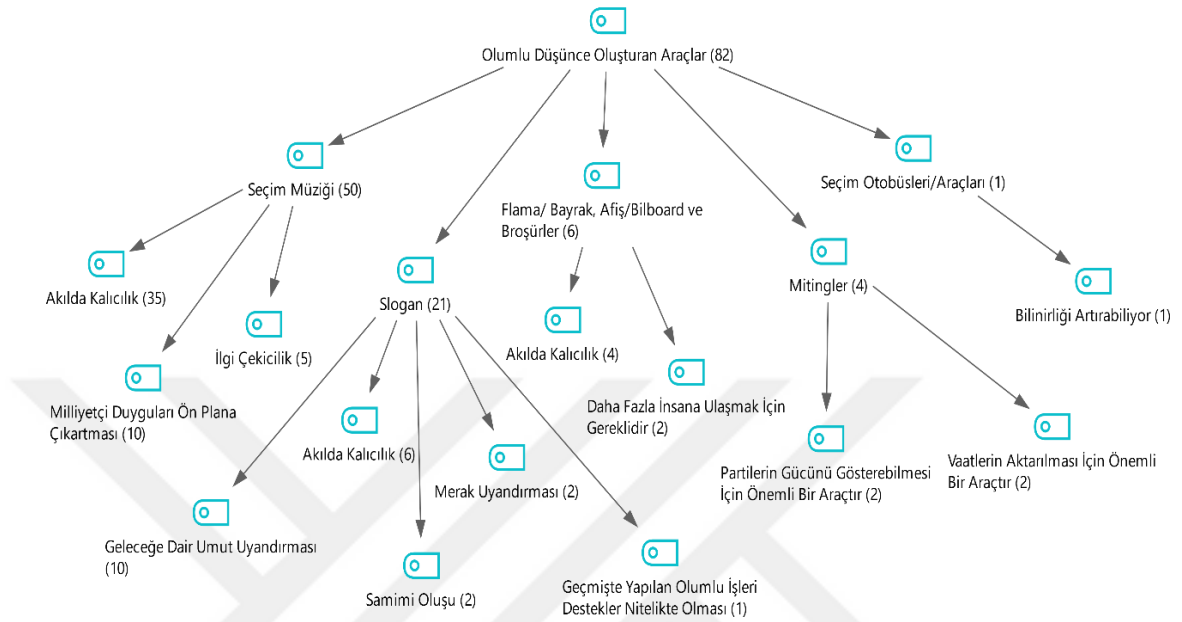 Olumlu Düşünce Oluşturan Araçlar (82)
Seçim Müziği (50)
Akılda Kalıcılık (35)
Milliyetçi Duyguları Ön Plana
Çıkartması (10)
İlgi Çekicilik (5)
Slogan (21)
Geleceğe Dair Umut Uyandırması
(10)
Akılda Kalıcılık (6)
Samimi Oluşu (2)
Merak Uyandırması (2)
Geçmişte Yapılan Olumlu İşleri
Destekler Nitelikte Olması (1)
Flama/ Bayrak, Afiş/Bilboard ve
Broşürler (6)
Akılda Kalıcılık (4)
Daha Fazla İnsana Ulaşmak İçin
Gereklidir (2)
Mitingler (4)
Partilerin Gücünü Gösterebilmesi
İçin Önemli Bir Araçtır (2)
Vaatlerin Aktarılması İçin Önemli
Bir Araçtır (2)
Seçim Otobüsleri/Araçları (1)
Bilinirliği Artırabiliyor (1)